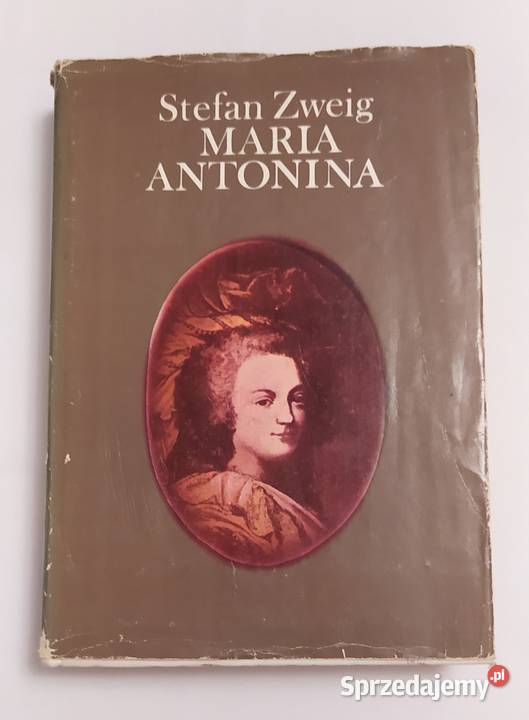 Stefan Zweig
MARIA
ANTONINA
Sprzedajemy.pl